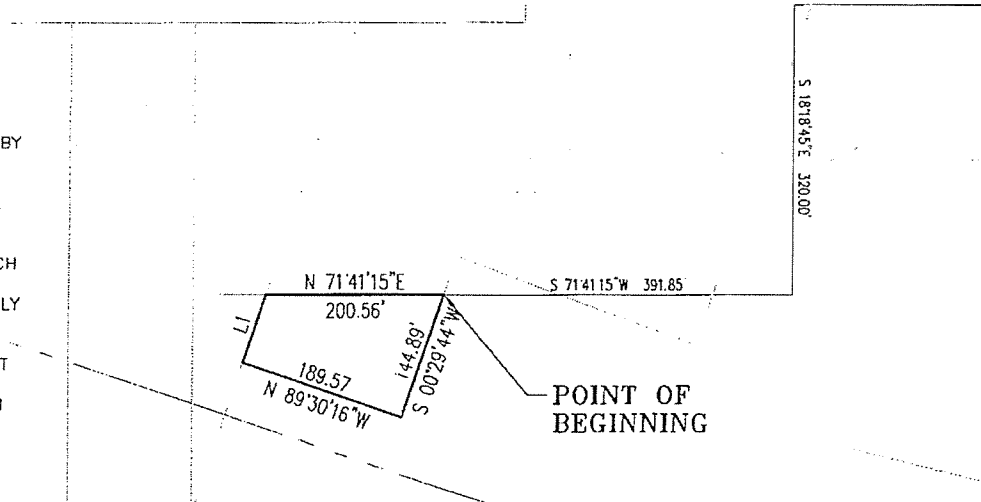 BY
CH
LY
T
S 18°18'45"E 320.00'
N 71°41'15"E
200.56'
S 71°41'15"W 391.85
L1
144.89'
S 00°29'44"W
189.57
N 89°30'16"W
POINT OF
BEGINNING